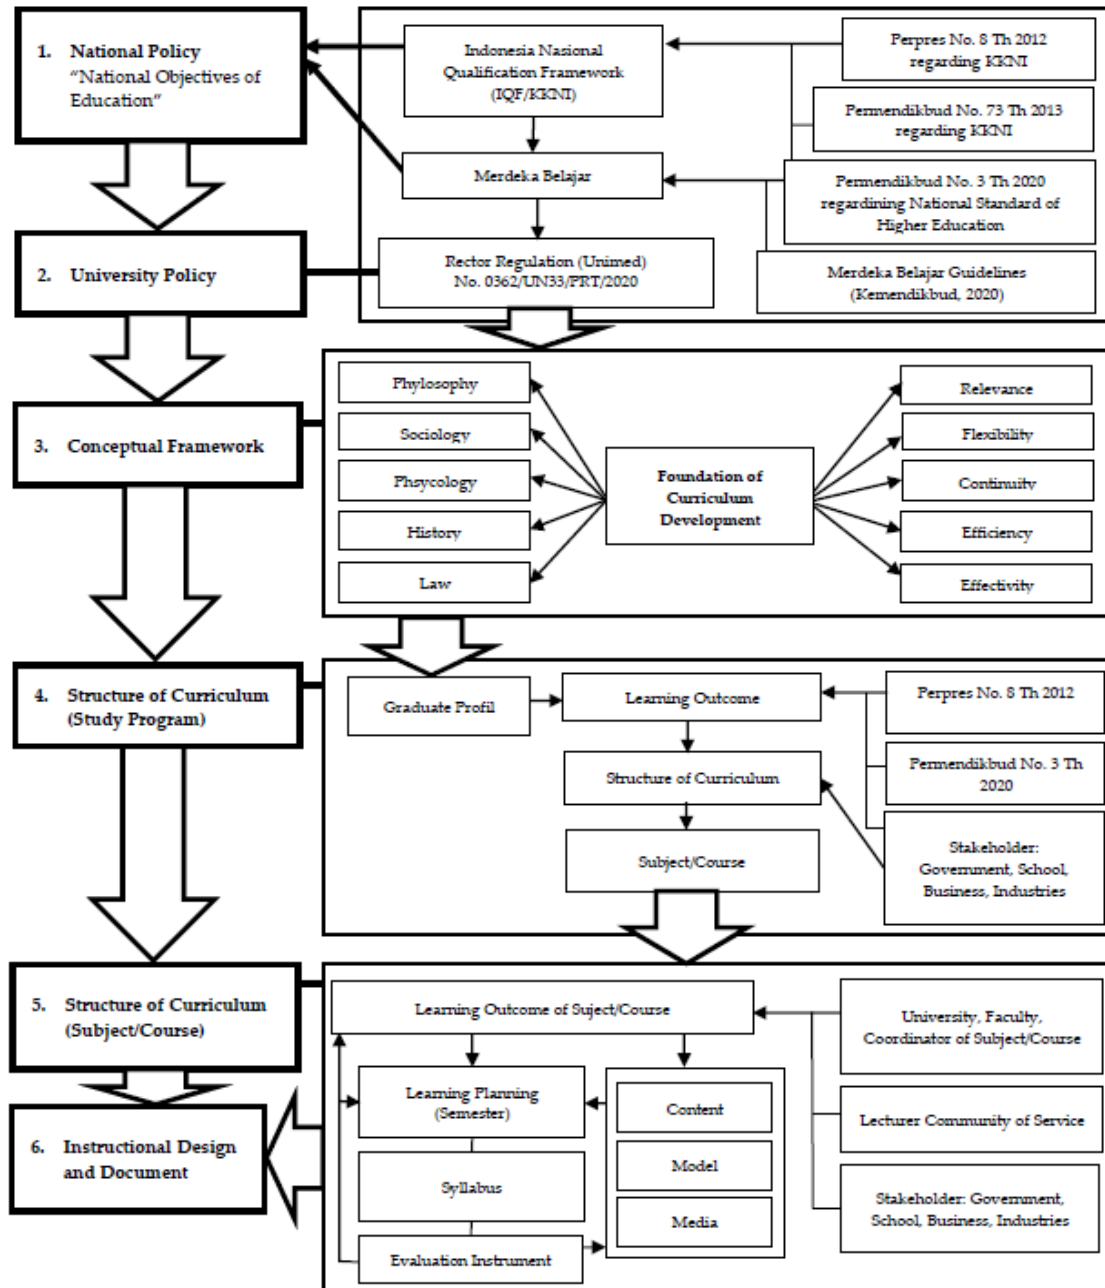 1. National Policy
"National Objectives of
Education"
Indonesia Nasional
Qualification Framework
(IQF/KKNI)
Perpres No. 8 Th 2012
regarding KKNI
Permendikbud No. 73 Th 2013
regarding KKNI
Merdeka Belajar
Permendikbud No. 3 Th 2020
regardining National Standard of
Higher Education
2. University Policy
Rector Regulation (Unimed)
No. 0362/UN33/PRT/2020
Merdeka Belajar Guidelines
(Kemendikbud, 2020)
3. Conceptual Framework
Phylosophy
Sociology
Phsycology
History
Law
Foundation of
Curriculum
Development
Relevance
Flexibility
Continuity
Efficiency
Effectivity
4. Structure of Curriculum
(Study Program)
Graduate Profil
Learning Outcome
Structure of Curriculum
Subject/Course
Perpres No. 8 Th 2012
Permendikbud No. 3 Th
2020
Stakeholder:
Government, School,
Business, Industries
5. Structure of Curriculum
(Subject/Course)
Learning Outcome of Suject/Course
University, Faculty,
Coordinator of Subject/Course
Learning Planning
(Semester)
Content
Lecturer Community of Service
6. Instructional Design
and Document
Syllabus
Model
Media
Stakeholder: Government,
School, Business, Industries
Evaluation Instrument